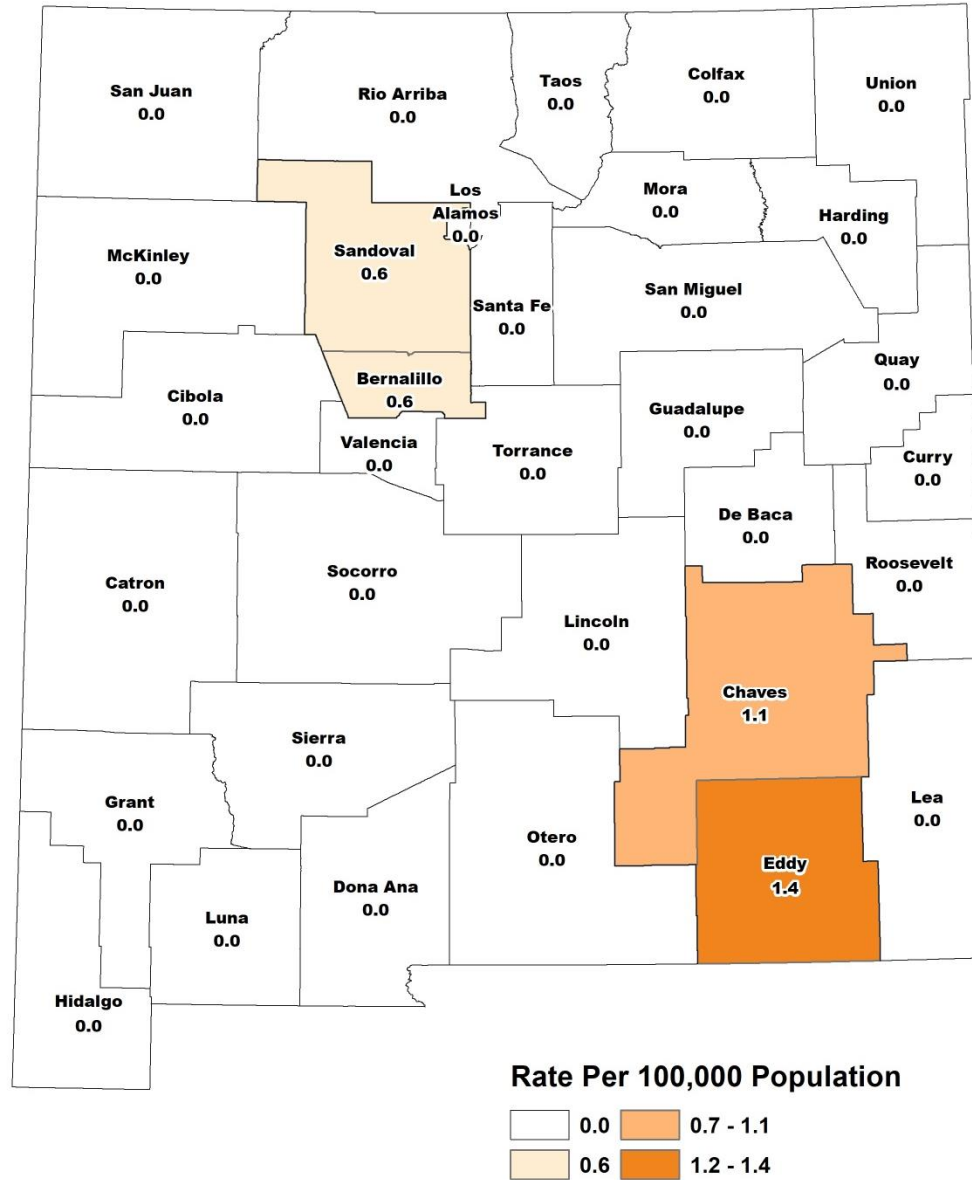 San Juan
0.0
Rio Arriba
0.0
Taos
0.0
Colfax
0.0
Union
0.0
Los
Alamos
0.0
Mora
0.0
Harding
0.0
McKinley
0.0
Sandoval
0.6
Santa Fe
0.0
San Miguel
0.0
Quay
0.0
Cibola
0.0
Bernalillo
0.6
Guadalupe
0.0
Valencia
0.0
Torrance
0.0
Curry
0.0
De Baca
0.0
Roosevelt
0.0
Catron
0.0
Socorro
0.0
Lincoln
0.0
Chaves
1.1
Sierra
0.0
Grant
0.0
Otero
0.0
Lea
0.0
Eddy
1.4
Dona Ana
0.0
Luna
0.0
Hidalgo
0.0
Rate Per 100,000 Population
0.0 0.7 - 1.1
0.6 1.2 - 1.4